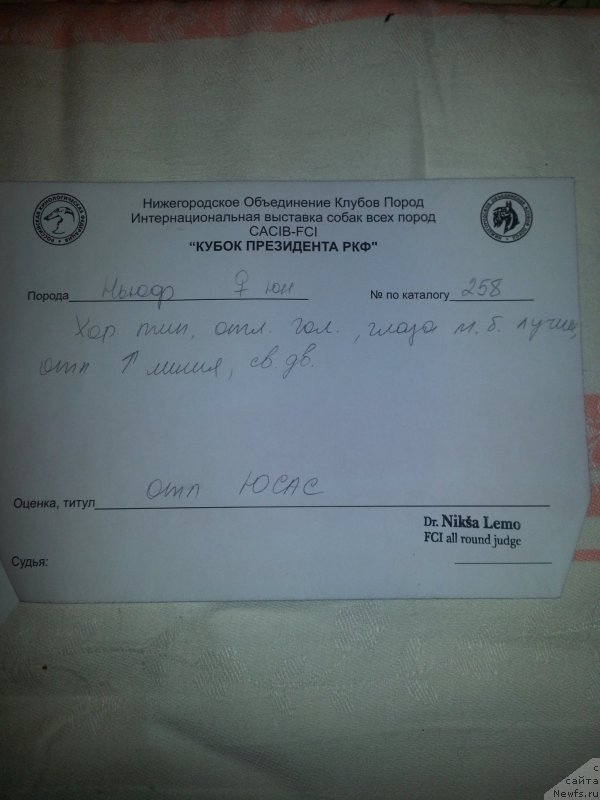 Нижегородское Объединение Клубов Пород
Интернациональная выставка собак всех пород
CACIB-FCI
"КУБОК ПРЕЗИДЕНТА РКФ"
Порода Ньюф ♀ юн № по каталогу 258
Хор тип, отл. гол., глаза м.б. лучше,
отл ↑ линия, св. дв.
Оценка, титул отл ЮСАС
Dr. Nikša Lemo
FCI all round judge
Судья:
с
сайта
Newfs.ru